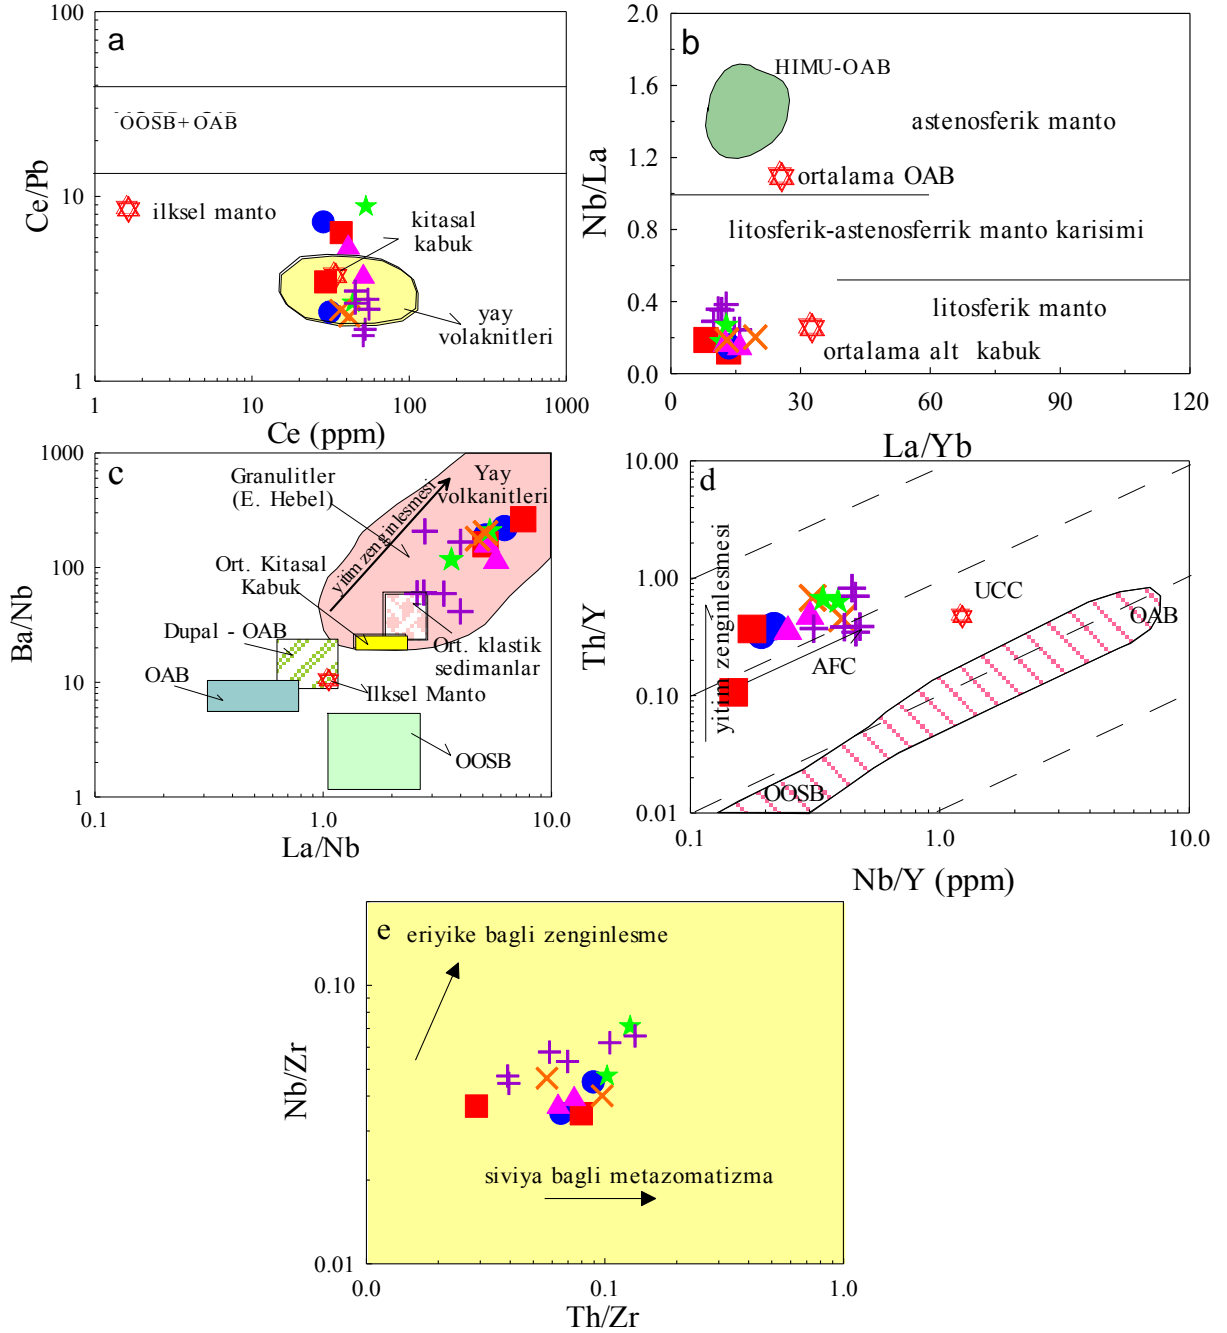 a
100
10
1
Ce/Pb
OOSB+OAB
ilksel manto
kitasal
kabuk
yay
volaknitleri
1
10
100
1000
Ce (ppm)
b
2.0
1.6
1.2
0.8
0.4
0.0
Nb/La
HIMU-OAB
astenosferik manto
ortalama OAB
litosferik-astenosferrik manto karisimi
litosferik manto
ortalama alt kabuk
0
30
60
90
120
La/Yb
c
1000
100
10
1
Ba/Nb
Granulitler
(E. Hebel)
yitim zenginlesmesi
Yay
volkanitleri
Ort. Kitasal
Kabuk
Dupal - OAB
OAB
Ort. klastik
sedimanlar
Ilksel Manto
OOSB
0.1
1.0
10.0
La/Nb
d
10.00
1.00
0.10
0.01
Th/Y
yitim zenginlesmesi
UCC
OAB
AFC
OOSB
0.1
1.0
10.0
Nb/Y (ppm)
e
eriyike bagli zenginlesme
0.10
0.01
Nb/Zr
siviya bagli metazomatizma
0.0
0.1
1.0
Th/Zr